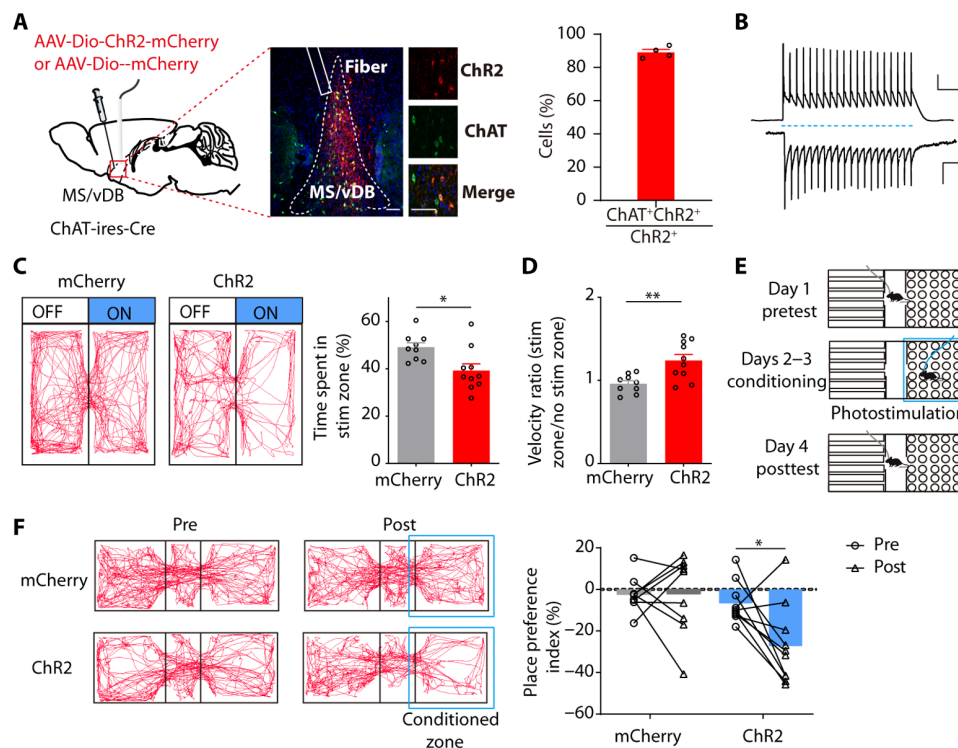 A
AAV-Dio-ChR2-mCherry
or AAV-Dio--mCherry
MS/vDB
ChAT-ires-Cre
Fiber
MS/vDB
ChR2
ChAT
Merge
Cells (%)
100
80
60
40
20
0
ChAT+ChR2+
ChR2+
B
C
mCherry
ChR2
OFF
ON
OFF
ON
Time spent in
stim zone (%)
60
40
20
0
*
mCherry
ChR2
D
Velocity ratio (stim
zone/no stim zone)
2
1
0
**
mCherry
ChR2
E
Day 1
pretest
Days 2–3
conditioning
Photostimulation
Day 4
posttest
F
Pre
Post
mCherry
ChR2
Conditioned
zone
Place preference
index (%)
20
0
−20
−40
−60
*
Pre
Post
mCherry
ChR2